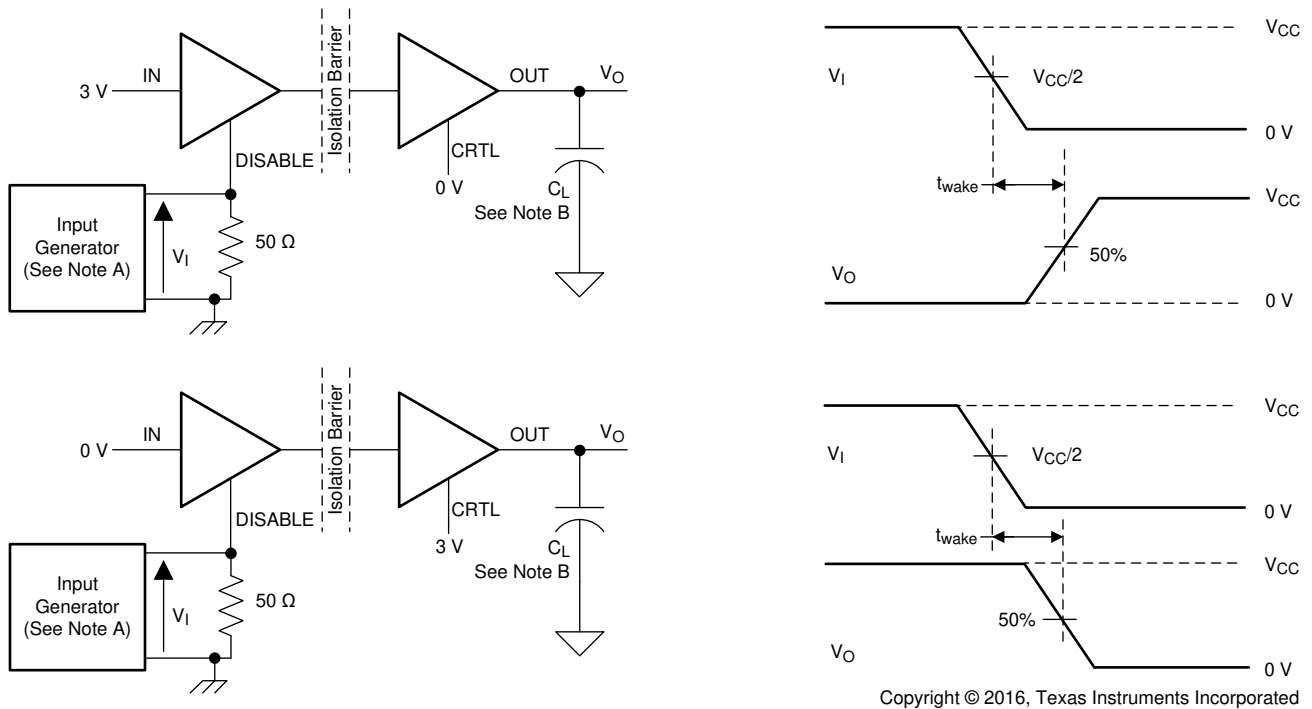 3 V
IN
Isolation Barrier
OUT
VO
DISABLE
CRTL
0 V
CL
See Note B
Input
Generator
(See Note A)
VI
50 Ω
VCC
VI
VCC/2
0 V
twake
VCC
50%
VO
0 V
0 V
IN
Isolation Barrier
OUT
VO
DISABLE
CRTL
3 V
CL
See Note B
Input
Generator
(See Note A)
VI
50 Ω
VCC
VI
VCC/2
0 V
twake
VCC
50%
VO
0 V
Copyright © 2016, Texas Instruments Incorporated